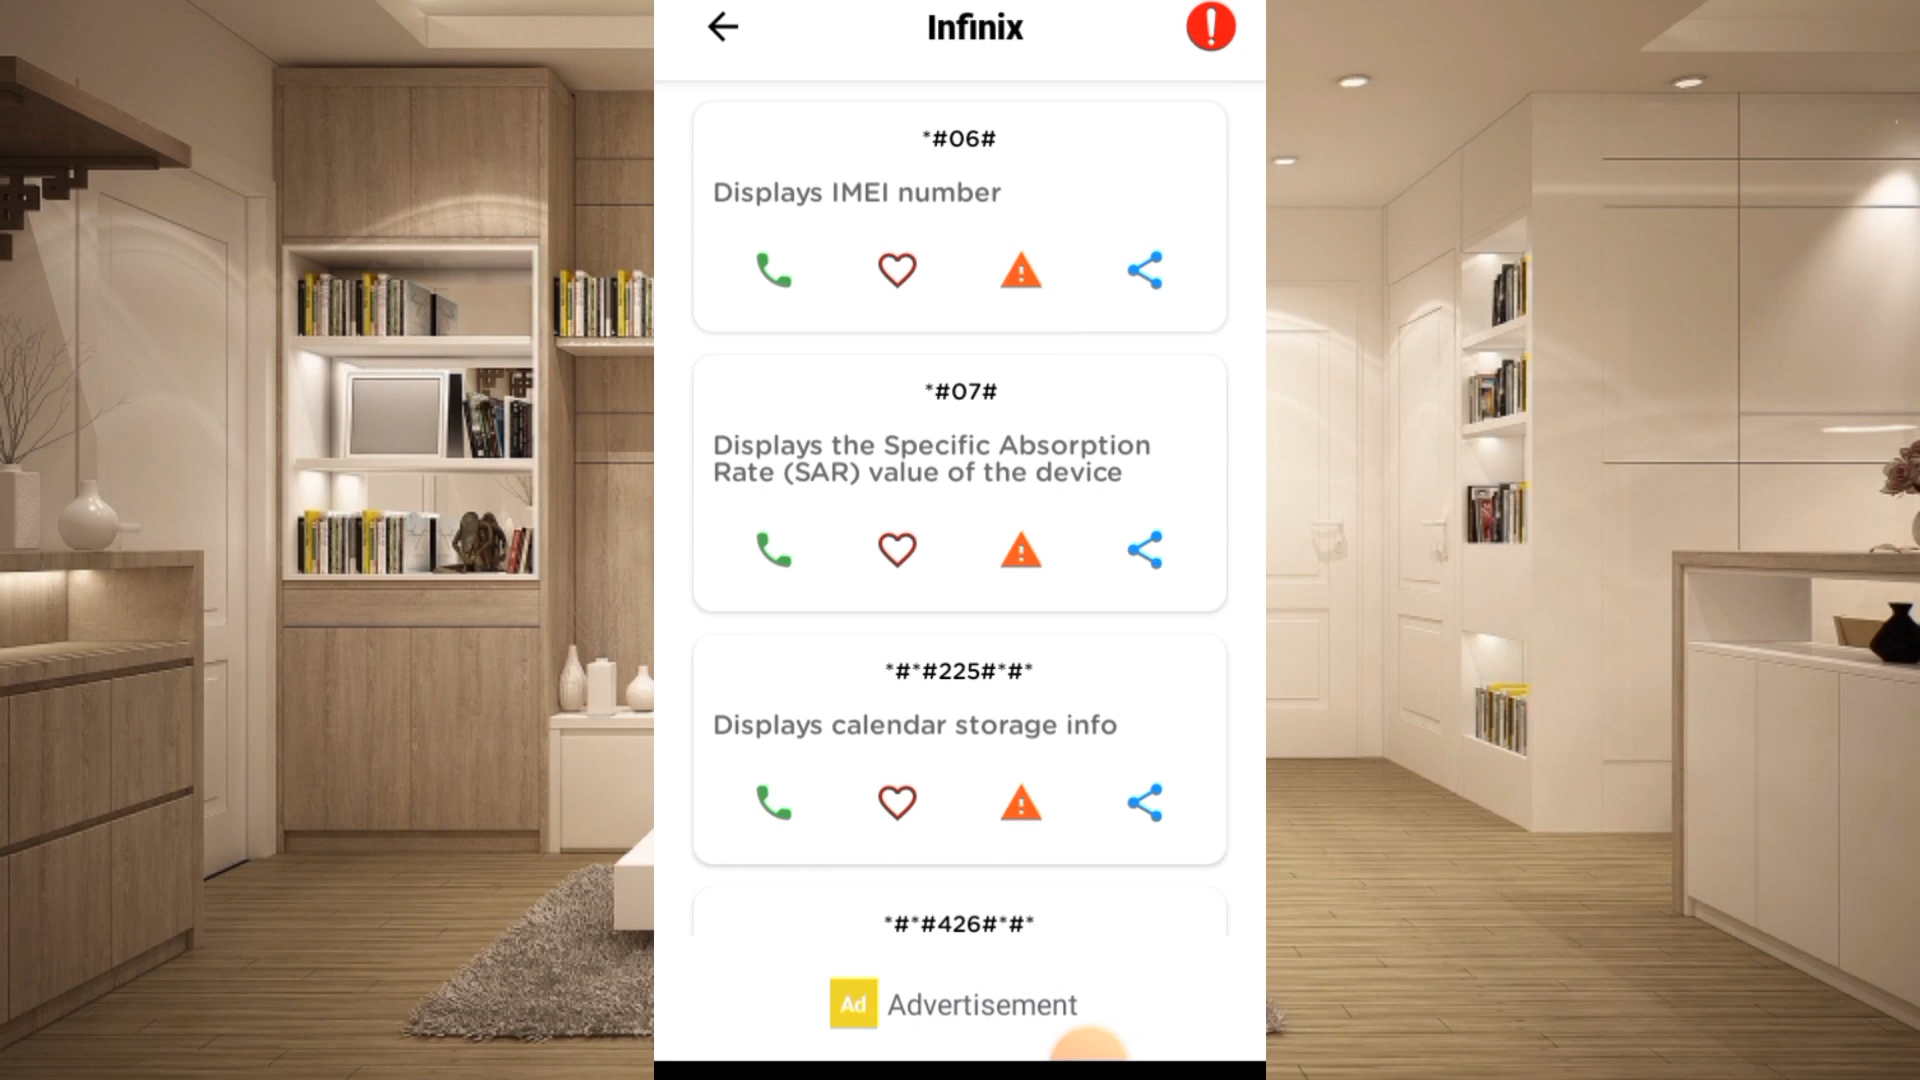 Infinix
*#06#
Displays IMEI number
*#07#
Displays the Specific Absorption
Rate (SAR) value of the device
*#*#225#*#*
Displays calendar storage info
*#*#426#*#*
Ad Advertisement